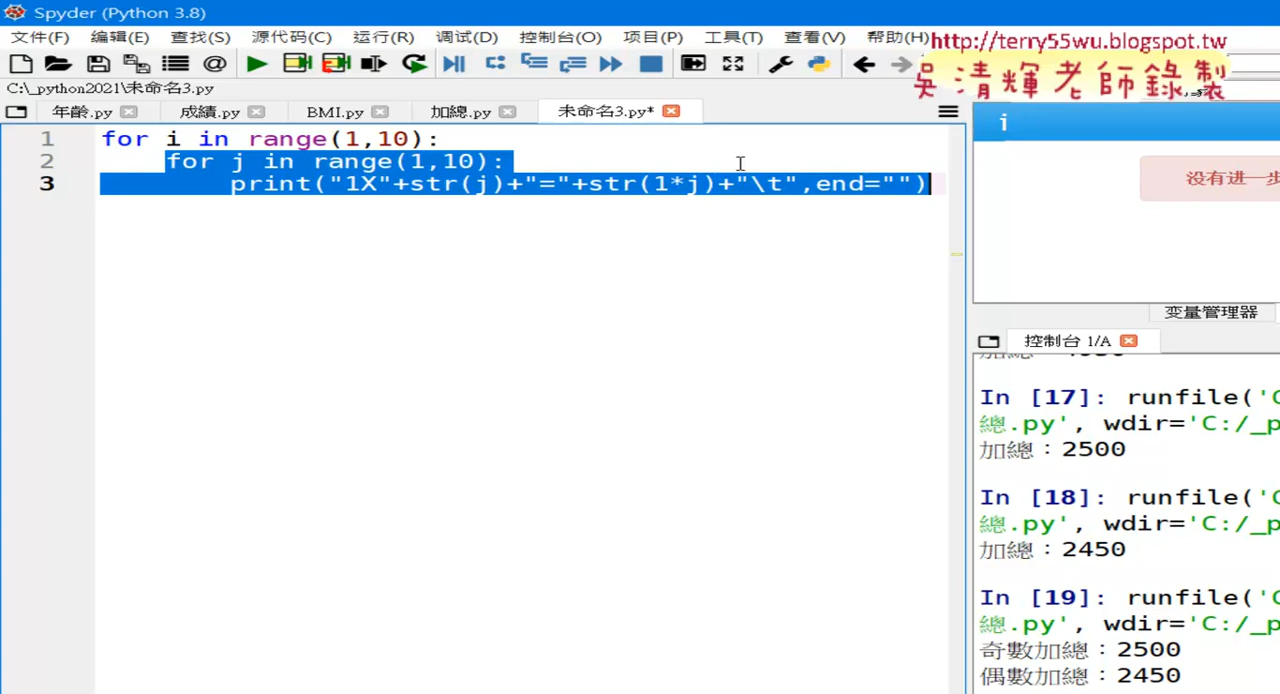 Spyder (Python 3.8)
文件(F) 编辑(E) 查找(S) 源代码(C) 运行(R) 调试(D) 控制台(O) 项目(P) 工具(T) 查看(V) 帮助(H)
http://terry55wu.blogspot.tw
吳清輝老師錄製
C:\_python2021\未命名3.py
年齡.py 成績.py BMI.py 加總.py 未命名3.py*
1 for i in range(1,10):
2 for j in range(1,10):
3 print("1X"+str(j)+"="+str(1*j)+"\t",end="")
i
没有进一步
变量管理器
控制台 1/A
In [17]: runfile('C
總.py', wdir='C:/_p
加總：2500
In [18]: runfile('C
總.py', wdir='C:/_p
加總：2450
In [19]: runfile('C
總.py', wdir='C:/_p
奇數加總：2500
偶數加總：2450